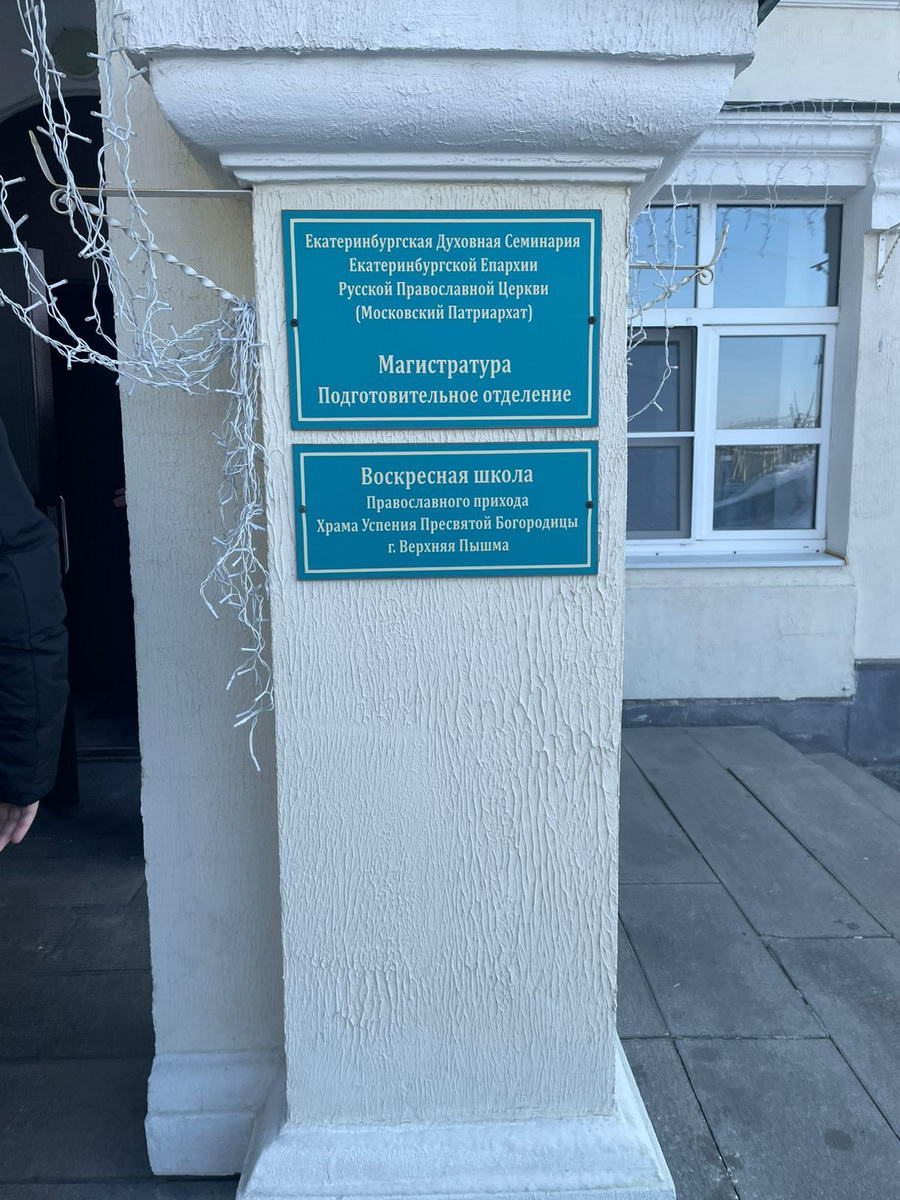 Екатеринбургская Духовная Семинария
Екатеринбургской Епархии
Русской Православной Церкви
(Московский Патриархат)
Магистратура
Подготовительное отделение
Воскресная школа
Православного прихода
Храма Успения Пресвятой Богородицы
г. Верхняя Пышма